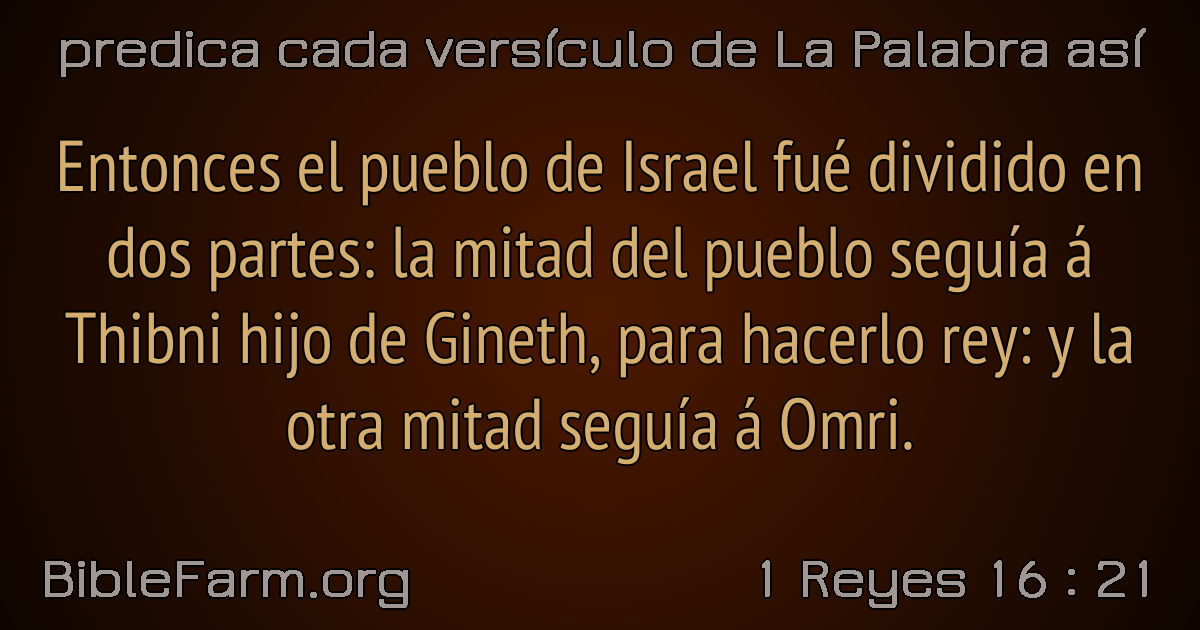 predica cada versículo de La Palabra así
Entonces el pueblo de Israel fué dividido en
dos partes: la mitad del pueblo seguía á
Thibni hijo de Gineth, para hacerlo rey: y la
otra mitad seguía á Omri.
BibleFarm.org
1 Reyes 16 : 21